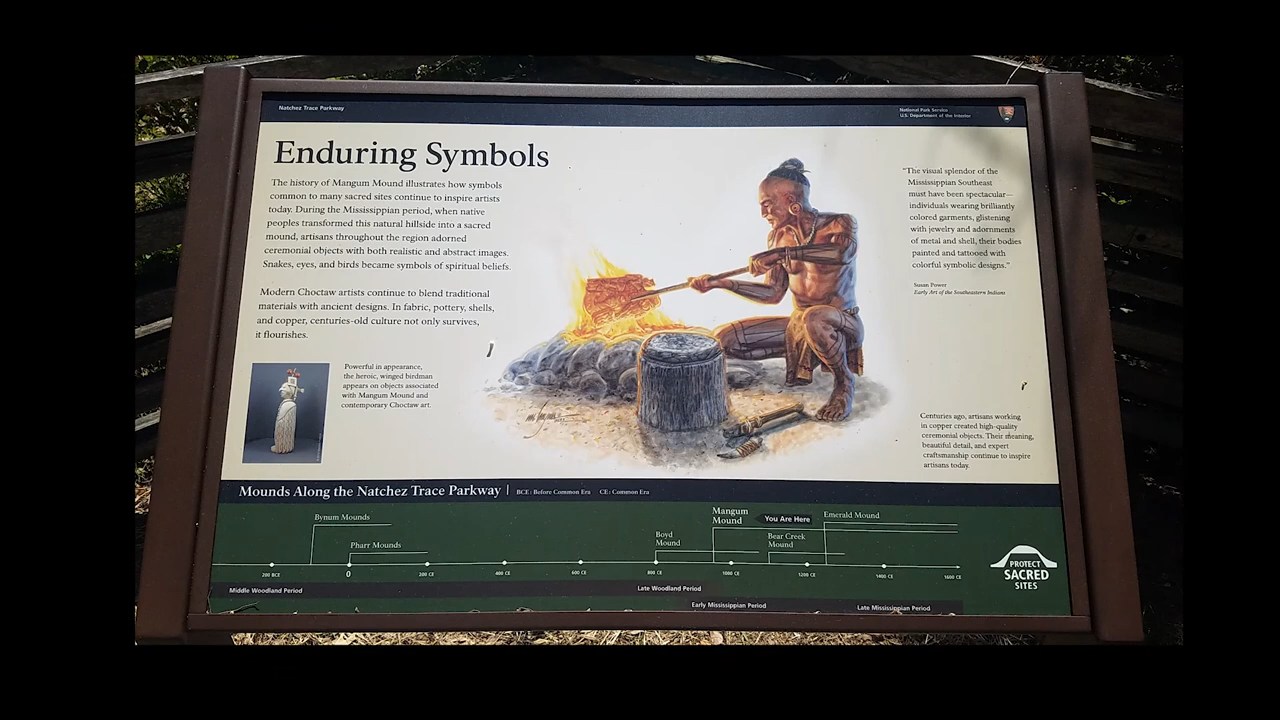 Natchez Trace Parkway
National Park Service
U.S. Department of the Interior
Enduring Symbols
The history of Mangum Mound illustrates how symbols
common to many sacred sites continue to inspire artists
today. During the Mississippian period, when native
peoples transformed this natural hillside into a sacred
mound, artisans throughout the region adorned
ceremonial objects with both realistic and abstract images.
Snakes, eyes, and birds became symbols of spiritual beliefs.
Modern Choctaw artists continue to blend traditional
materials with ancient designs. In fabric, pottery, shells,
and copper, centuries-old culture not only survives,
it flourishes.
Powerful in appearance,
the heroic, winged birdman
appears on objects associated
with Mangum Mound and
contemporary Choctaw art.
"The visual splendor of the
Mississippian Southeast
must have been spectacular—
individuals wearing brilliantly
colored garments, glistening
with jewelry and adornments
of metal and shell, their bodies
painted and tattooed with
colorful symbolic designs."
Susan Power
Early Art of the Southeastern Indians
Centuries ago, artisans working
in copper created high-quality
ceremonial objects. Their meaning,
beautiful detail, and expert
craftsmanship continue to inspire
artisans today.
Mounds Along the Natchez Trace Parkway | BCE: Before Common Era CE: Common Era
Bynum Mounds
Pharr Mounds
Boyd
Mound
Mangum
Mound
You Are Here
Bear Creek
Mound
Emerald Mound
200 BCE 0 200 CE 400 CE 600 CE 800 CE 1000 CE 1200 CE 1400 CE 1600 CE
Middle Woodland Period
Late Woodland Period
Early Mississippian Period
Late Mississippian Period
PROTECT
SACRED
SITES